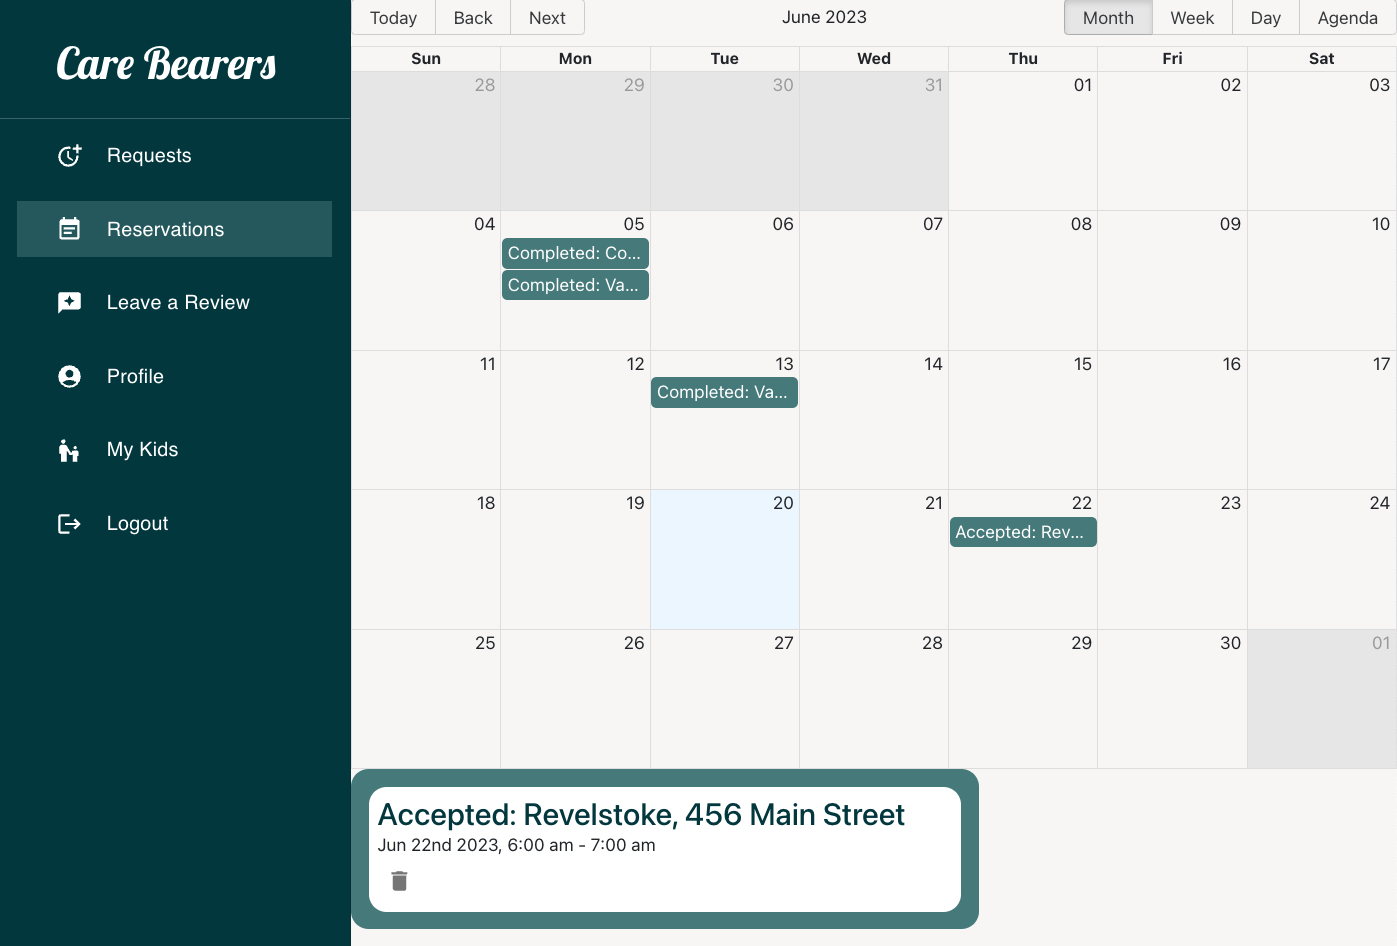 Care Bearers
Requests
Reservations
Leave a Review
Profile
My Kids
Logout
Today Back Next June 2023 Month Week Day Agenda
Sun Mon Tue Wed Thu Fri Sat
28 29 30 31 01 02 03
04 05 06 07 08 09 10
Completed: Co...
Completed: Va...
11 12 13 14 15 16 17
Completed: Va...
18 19 20 21 22 23 24
Accepted: Rev...
25 26 27 28 29 30 01
Accepted: Revelstoke, 456 Main Street
Jun 22nd 2023, 6:00 am - 7:00 am